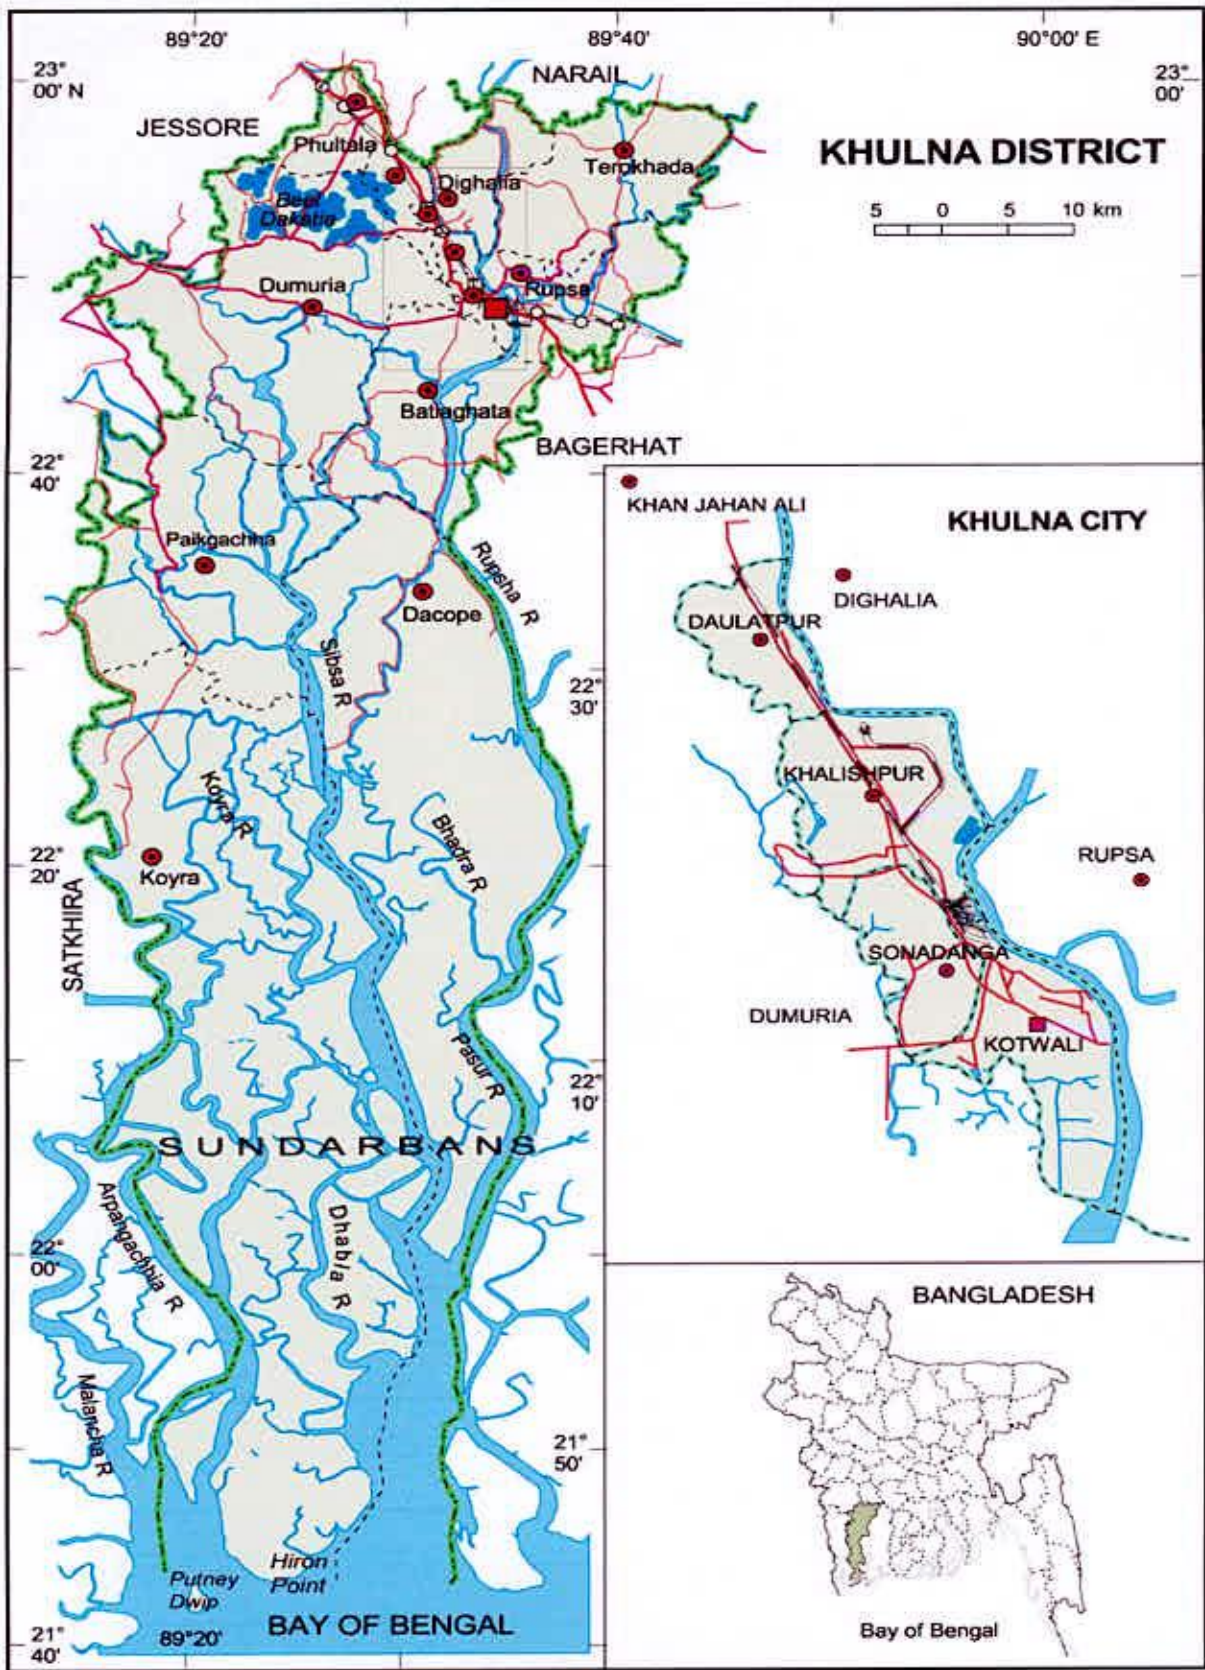 89°20'
89°40'
90°00' E
23°
00' N
23°
00'
NARAIL
JESSORE
KHULNA DISTRICT
Phultala
Terokhada
Dighalia
Beel
Dakatia
5 0 5 10 km
Dumuria
Rupsa
Batiaghata
BAGERHAT
22°
40'
KHAN JAHAN ALI
KHULNA CITY
Paikgachha
Rupsha R
Dacope
DIGHALIA
DAULATPUR
Sibsa R
22°
30'
Koyra R
KHALISHPUR
Bhadra R
22°
20'
Koyra
RUPSA
SATKHIRA
SONADANGA
DUMURIA
KOTWALI
Pasur R
22°
10'
SUNDARBANS
Arpangachhia R
Dhabla R
22°
00'
BANGLADESH
Malancha R
21°
50'
Hiron
Point
Putney
Dwip
BAY OF BENGAL
Bay of Bengal
21°
40'
89°20'